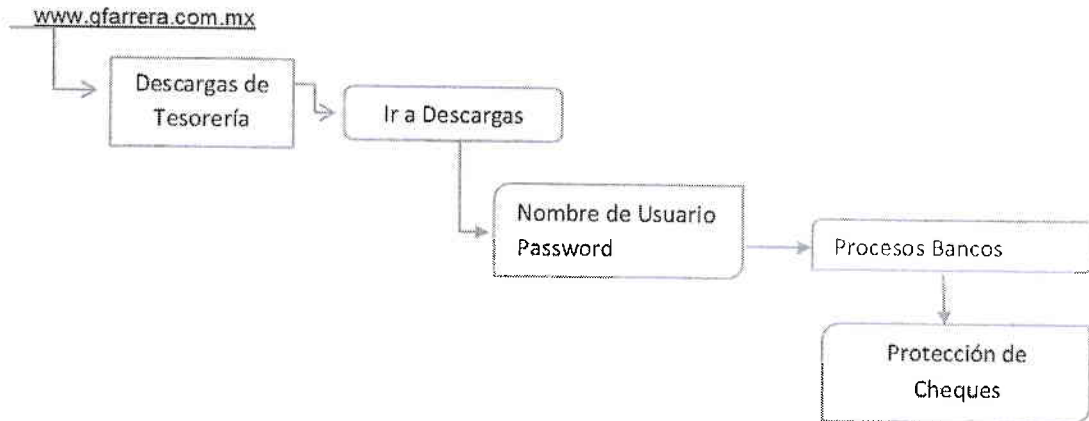 www.gfarrera.com.mx
Descargas de
Tesorería
Ir a Descargas
Nombre de Usuario
Password
Procesos Bancos
Protección de
Cheques